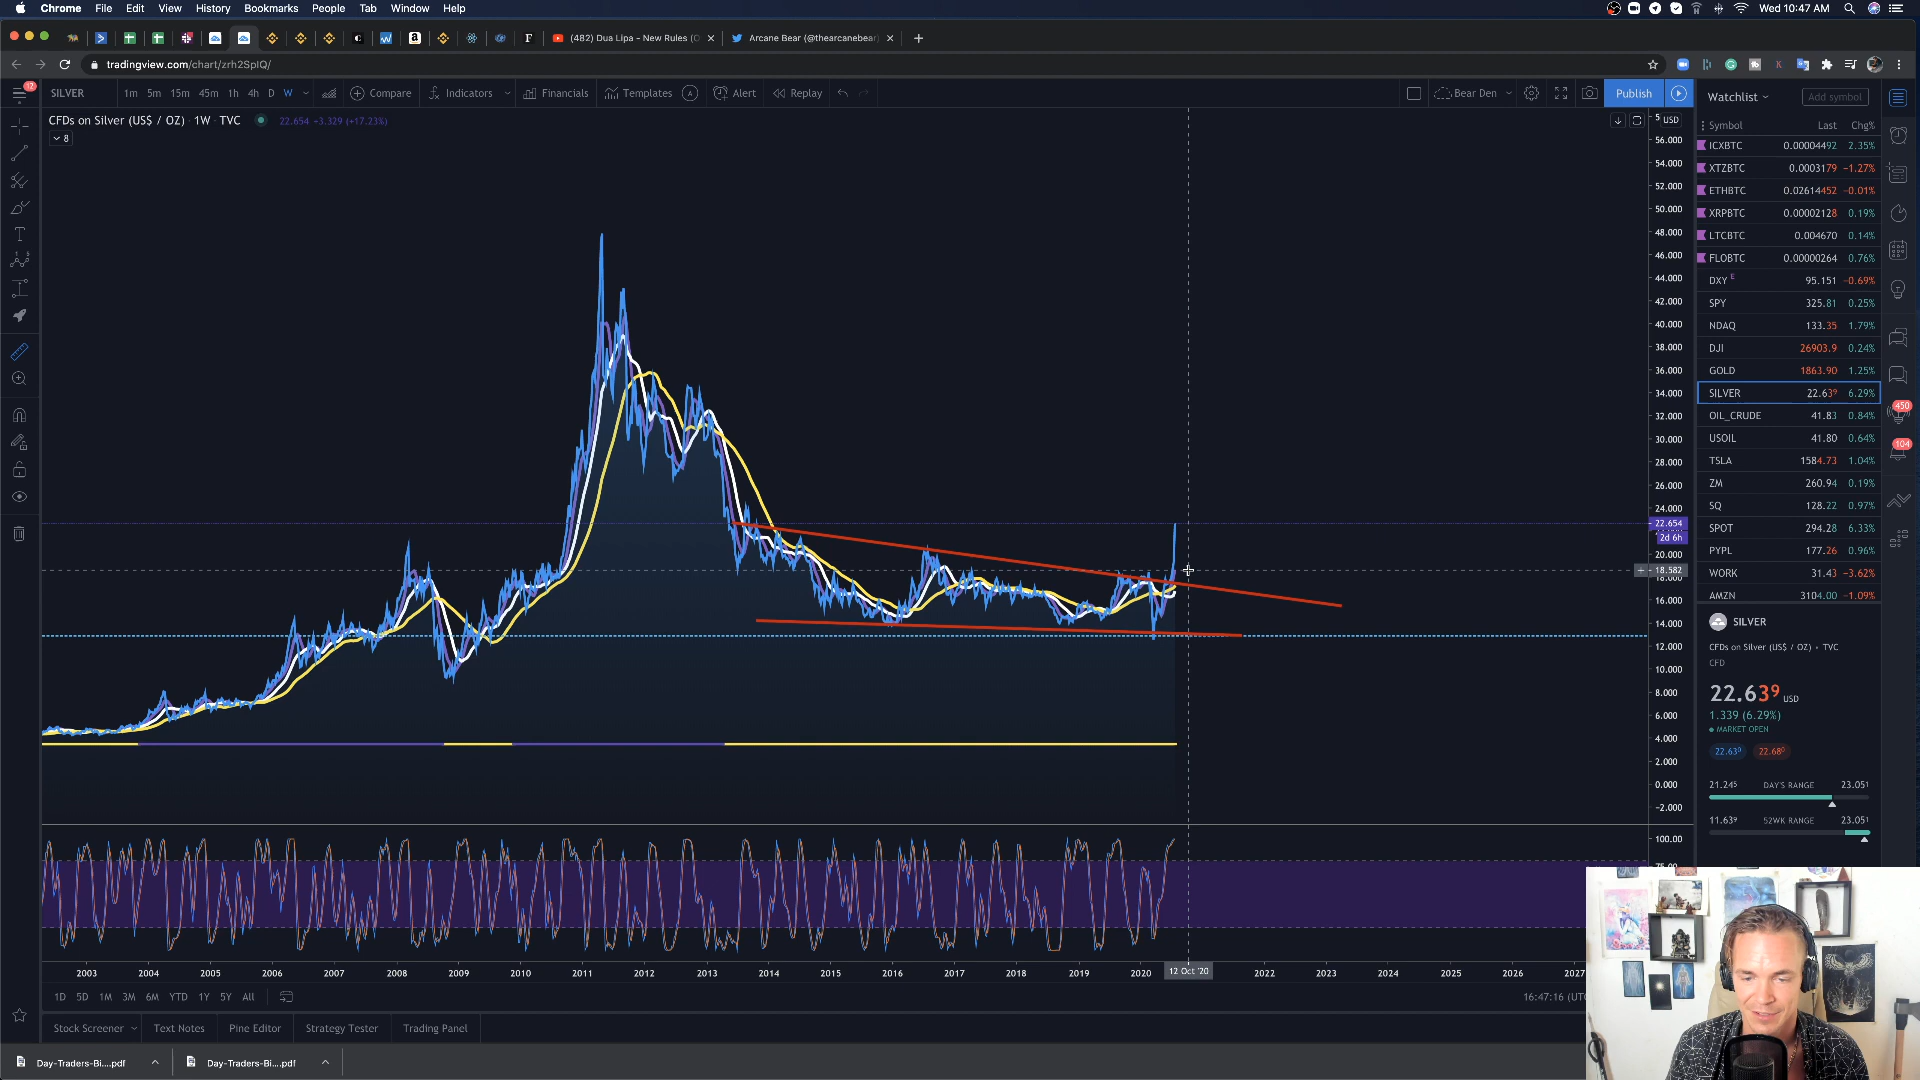 Chrome File Edit View History Bookmarks People Tab Window Help
Wed 10:47 AM
(482) Dua Lipa - New Rules (O
Arcane Bear (@thearcanebear
tradingview.com/chart/zrh2SpIQ/
12
SILVER 1m 5m 15m 45m 1h 4h D W Compare Indicators Financials Templates Alert Replay
Bear Den Publish
CFDs on Silver (US$ / OZ) 1W TVC
22.654 −3.329 (+17.23%)
8
USD
56.000
54.000
52.000
50.000
48.000
46.000
44.000
42.000
40.000
38.000
36.000
34.000
32.000
30.000
28.000
26.000
24.000
22.654
2d 6h
20.000
18.582
18.000
16.000
14.000
12.000
10.000
8.000
6.000
4.000
2.000
0.000
−2.000
100.00
75.00
2003 2004 2005 2006 2007 2008 2009 2010 2011 2012 2013 2014 2015 2016 2017 2018 2019 2020 12 Oct '20 2022 2023 2024 2025 2026 2027
1D 5D 1M 3M 6M YTD 1Y 5Y All
16:47:16 (UTC
Stock Screener Text Notes Pine Editor Strategy Tester Trading Panel
Day-Traders-Bi....pdf
Day-Traders-Bi....pdf
Watchlist Add symbol
Symbol Last Chg%
ICXBTC 0.00004492 2.35%
XTZBTC 0.0003179 −1.27%
ETHBTC 0.02614452 −0.01%
XRPBTC 0.00002128 0.19%
LTCBTC 0.004670 0.14%
FLOBTC 0.00000264 0.76%
DXY E 95.151 −0.69%
SPY 325.81 0.25%
NDAQ 133.35 1.79%
DJI 26903.9 0.24%
GOLD 1863.90 1.25%
SILVER 22.639 6.29%
OIL_CRUDE 41.83 0.84%
USOIL 41.80 0.64%
TSLA 1584.73 1.04%
ZM 260.94 0.19%
SQ 128.22 0.97%
SPOT 294.28 6.33%
PYPL 177.26 0.96%
WORK 31.43 −3.62%
AMZN 3104.00 −1.09%
450
104
SILVER
CFDs on Silver (US$ / OZ) • TVC
CFD
22.639 USD
1.339 (6.29%)
MARKET OPEN
22.630 22.680
21.245 DAY'S RANGE 23.051
11.639 52WK RANGE 23.051